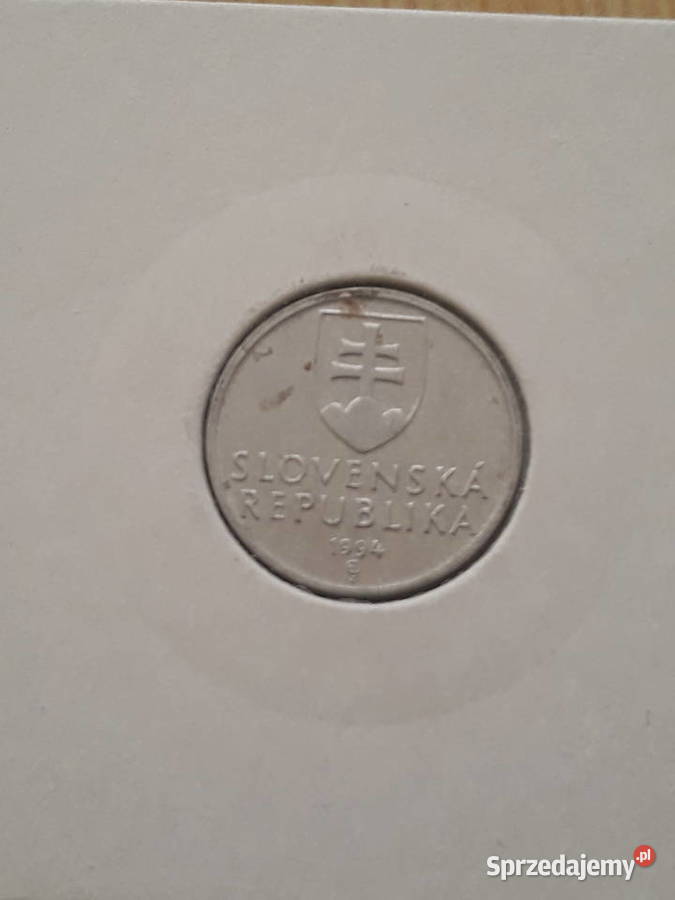 SLOVENSKÁ
REPUBLIKA
1994
Sprzedajemy.pl